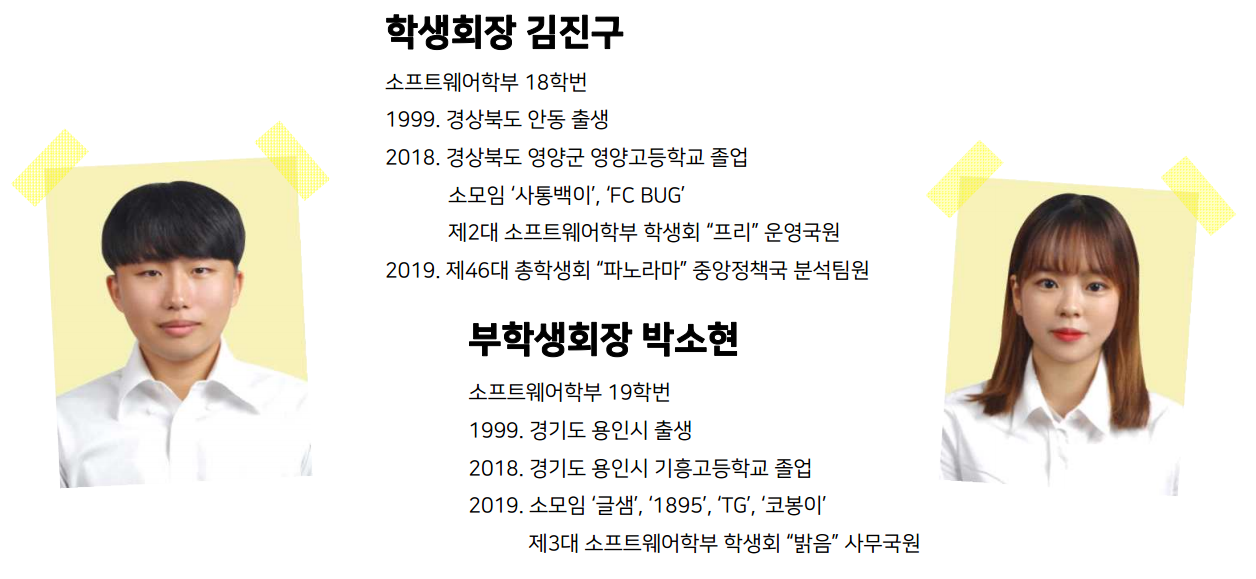 학생회장 김진구
소프트웨어학부 18학번
1999. 경상북도 안동 출생
2018. 경상북도 영양군 영양고등학교 졸업
소모임 ‘사통백이’, ‘FC BUG’
제2대 소프트웨어학부 학생회 “프리” 운영국원
2019. 제46대 총학생회 “파노라마” 중앙정책국 분석팀원
부학생회장 박소현
소프트웨어학부 19학번
1999. 경기도 용인시 출생
2018. 경기도 용인시 기흥고등학교 졸업
2019. 소모임 ‘글샘’, ‘1895’, ‘TG’, ‘코봉이’
제3대 소프트웨어학부 학생회 “밝음” 사무국원